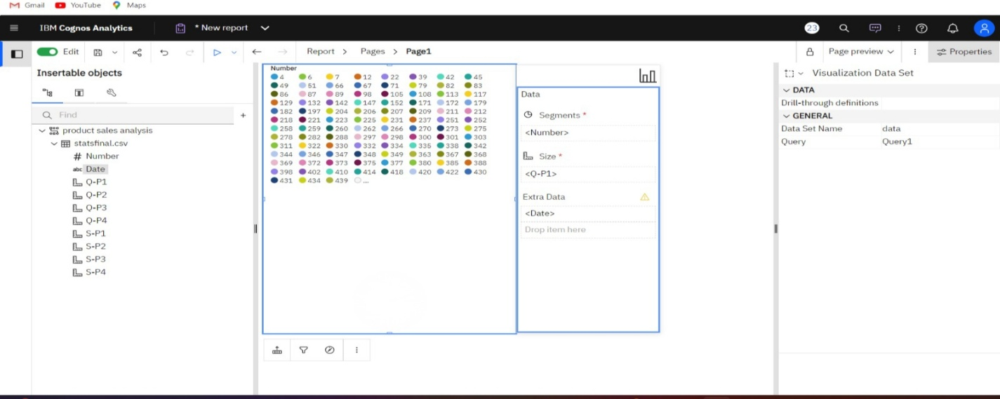 Gmail YouTube Maps
IBM Cognos Analytics * New report 23
Edit Report > Pages > Page1 Page preview Properties
Insertable objects
Find
product sales analysis
statsfinal.csv
Number
abc Date
Q-P1
Q-P2
Q-P3
Q-P4
S-P1
S-P2
S-P3
S-P4
Number
4 6 7 12 22 39 42 45
49 51 66 67 71 79 82 83
86 87 89 98 105 108 113 117
129 132 142 147 152 171 172 179
182 197 204 206 207 209 211 212
218 221 223 225 231 237 251 252
258 259 260 262 266 270 273 275
278 282 288 297 298 300 301 303
311 322 330 332 334 335 338 342
344 346 347 348 349 363 367 368
369 372 373 375 377 380 385 388
398 402 410 414 418 420 422 430
431 434 439 ...
Data
Segments *
<Number>
Size *
<Q-P1>
Extra Data
<Date>
Drop item here
Visualization Data Set
DATA
Drill-through definitions
GENERAL
Data Set Name data
Query Query1